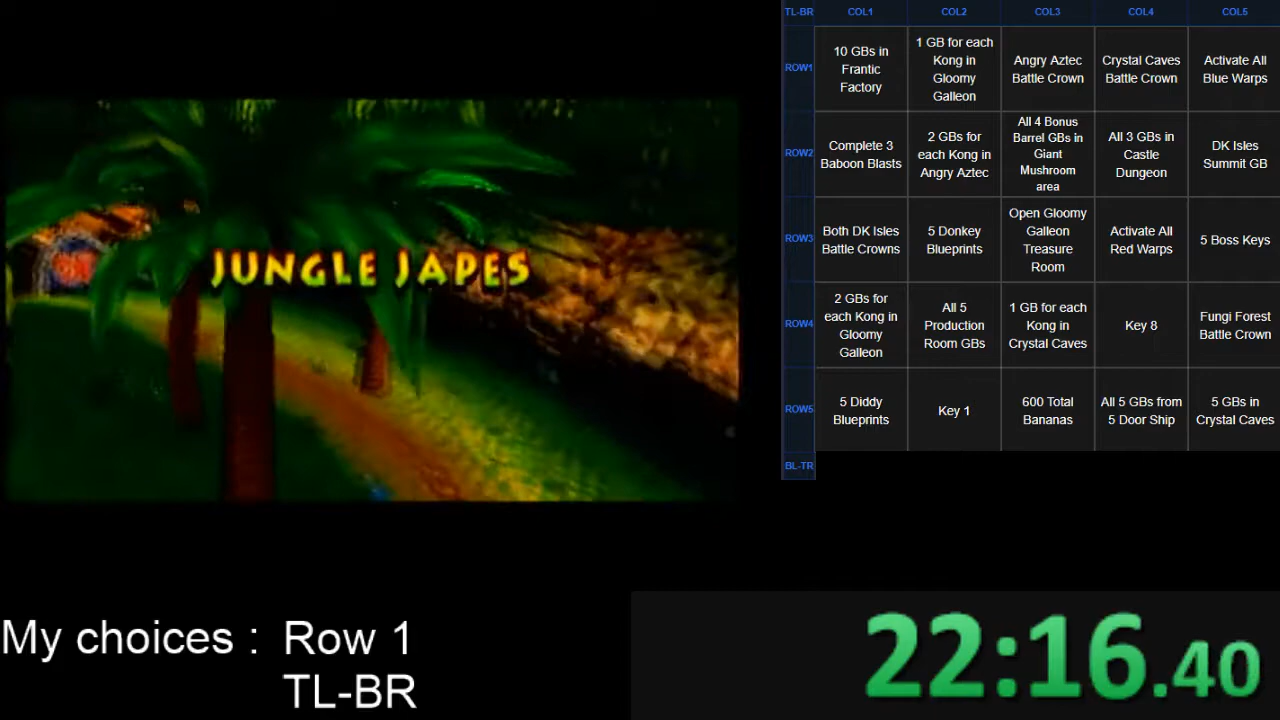 TL-BR COL1 COL2 COL3 COL4 COL5
ROW1
10 GBs in
Frantic
Factory
1 GB for each
Kong in
Gloomy
Galleon
Angry Aztec
Battle Crown
Crystal Caves
Battle Crown
Activate All
Blue Warps
ROW2
Complete 3
Baboon Blasts
2 GBs for
each Kong in
Angry Aztec
All 4 Bonus
Barrel GBs in
Giant
Mushroom
area
All 3 GBs in
Castle
Dungeon
DK Isles
Summit GB
ROW3
Both DK Isles
Battle Crowns
5 Donkey
Blueprints
Open Gloomy
Galleon
Treasure
Room
Activate All
Red Warps
5 Boss Keys
ROW4
2 GBs for
each Kong in
Gloomy
Galleon
All 5
Production
Room GBs
1 GB for each
Kong in
Crystal Caves
Key 8
Fungi Forest
Battle Crown
ROW5
5 Diddy
Blueprints
Key 1
600 Total
Bananas
All 5 GBs from
5 Door Ship
5 GBs in
Crystal Caves
BL-TR
JUNGLE JAPES
My choices : Row 1
TL-BR
22:16.40